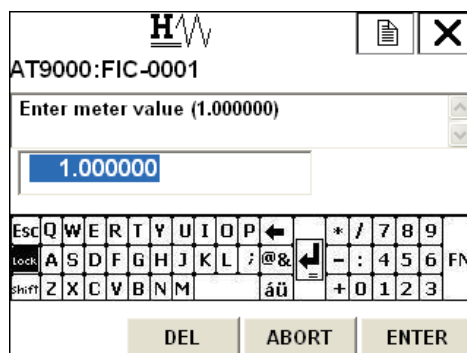 H
AT9000:FIC-0001
Enter meter value (1.000000)
1.000000
Esc Q W E R T Y U I O P * / 7 8 9
Lock A S D F G H J K L ; @& - : 4 5 6 FN
Shift Z X C V B N M áü + 0 1 2 3
DEL ABORT ENTER